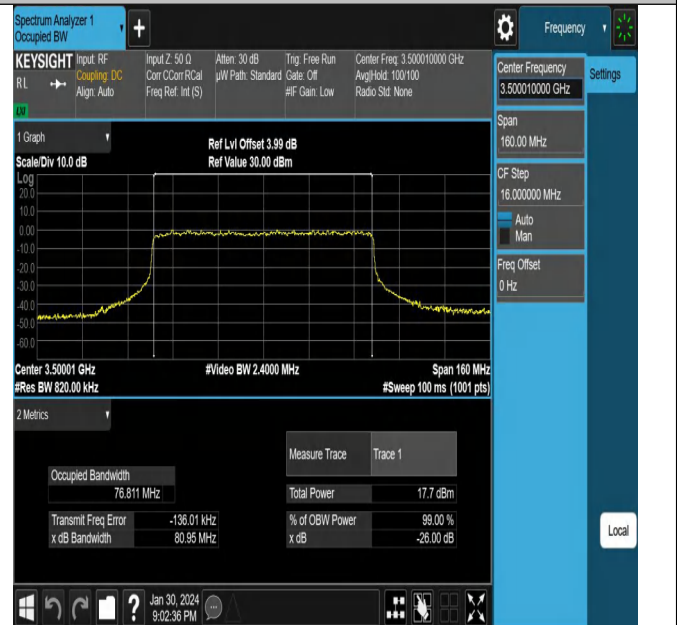 Spectrum Analyzer 1
Occupied BW
+
Frequency
KEYSIGHT
RL
Input: RF
Coupling: DC
Align: Auto
Input Z: 50 Ω
Corr CCorr RCal
Freq Ref: Int (S)
Atten: 30 dB
µW Path: Standard
Trig: Free Run
Gate: Off
#IF Gain: Low
Center Freq: 3.500010000 GHz
Avg|Hold: 100/100
Radio Std: None
LXI
Center Frequency
3.500010000 GHz
Settings
Span
160.00 MHz
CF Step
16.000000 MHz
Auto
Man
Freq Offset
0 Hz
Local
1 Graph
Scale/Div 10.0 dB
Ref Lvl Offset 3.99 dB
Ref Value 30.00 dBm
Log
20.0
10.0
0.00
-10.0
-20.0
-30.0
-40.0
-50.0
-60.0
Center 3.50001 GHz
#Res BW 820.00 kHz
#Video BW 2.4000 MHz
Span 160 MHz
#Sweep 100 ms (1001 pts)
2 Metrics
Measure Trace Trace 1
Occupied Bandwidth
76.811 MHz
Total Power 17.7 dBm
Transmit Freq Error -136.01 kHz
% of OBW Power 99.00 %
x dB Bandwidth 80.95 MHz
x dB -26.00 dB
?
Jan 30, 2024
9:02:36 PM